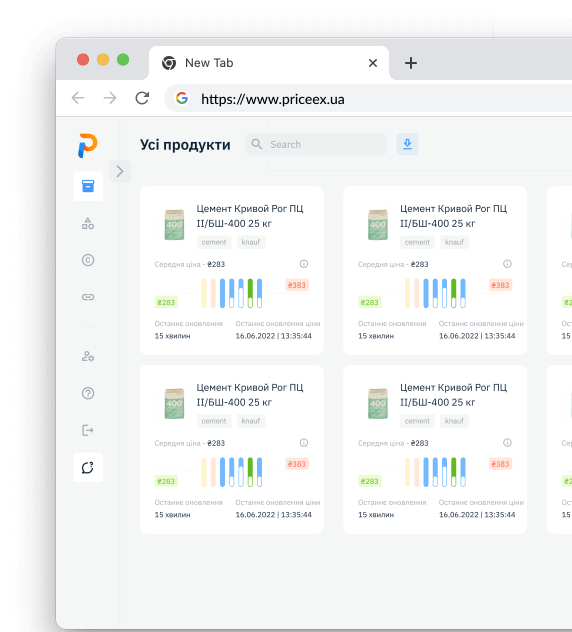 New Tab
https://www.priceex.ua
Усі продукти
Search
Цемент Кривой Рог ПЦ
ІІ/БШ-400 25 кг
cement knauf
Середня ціна - ₴283
₴383
₴283
Останнє оновлення Останнє оновлення ціни
15 хвилин 16.06.2022 | 13:35:44
Цемент Кривой Рог ПЦ
ІІ/БШ-400 25 кг
cement knauf
Середня ціна - ₴283
₴383
₴283
Останнє оновлення Останнє оновлення ціни
15 хвилин 16.06.2022 | 13:35:44
Цемент Кривой Рог ПЦ
ІІ/БШ-400 25 кг
cement knauf
Середня ціна - ₴283
₴383
₴283
Останнє оновлення Останнє оновлення ціни
15 хвилин 16.06.2022 | 13:35:44
Цемент Кривой Рог ПЦ
ІІ/БШ-400 25 кг
cement knauf
Середня ціна - ₴283
₴383
₴283
Останнє оновлення Останнє оновлення ціни
15 хвилин 16.06.2022 | 13:35:44